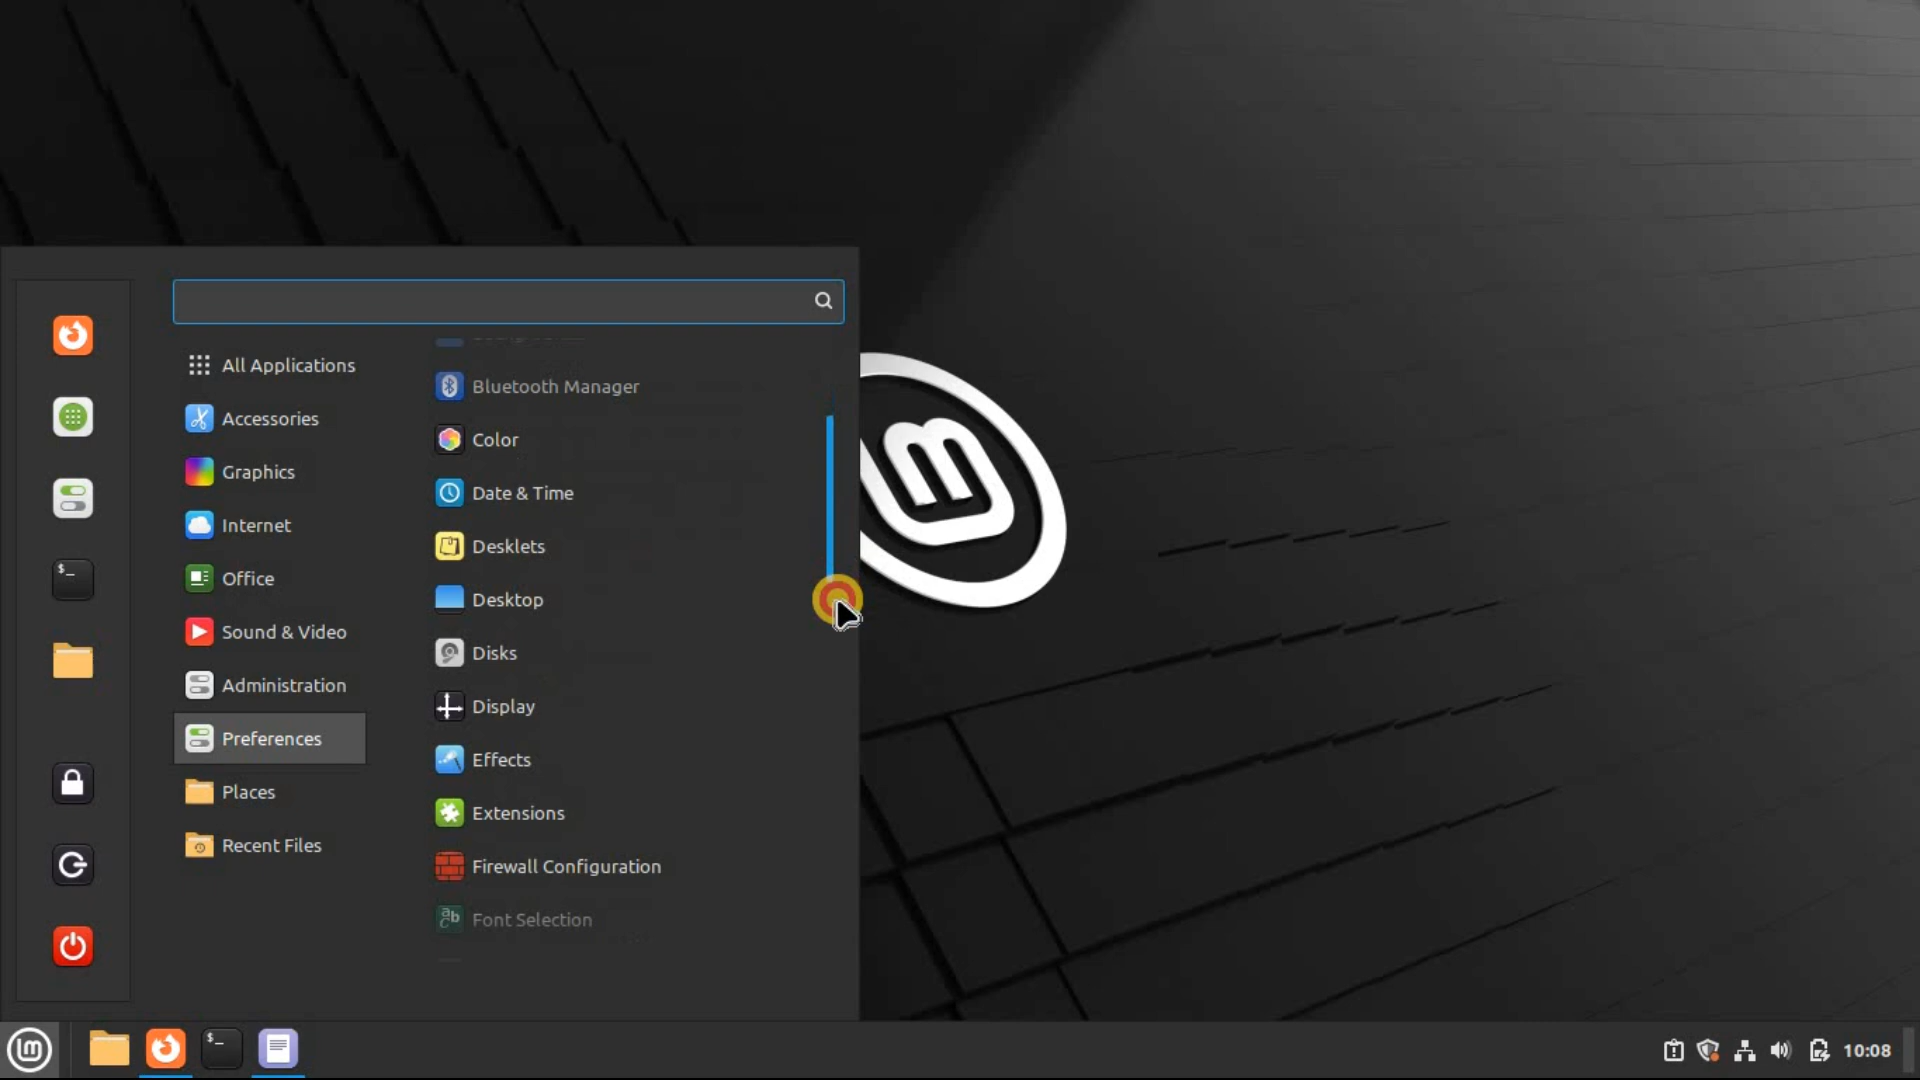 All Applications
Accessories
Graphics
Internet
Office
Sound & Video
Administration
Preferences
Places
Recent Files
Bluetooth Manager
Color
Date & Time
Desklets
Desktop
Disks
Display
Effects
Extensions
Firewall Configuration
Font Selection
10:08